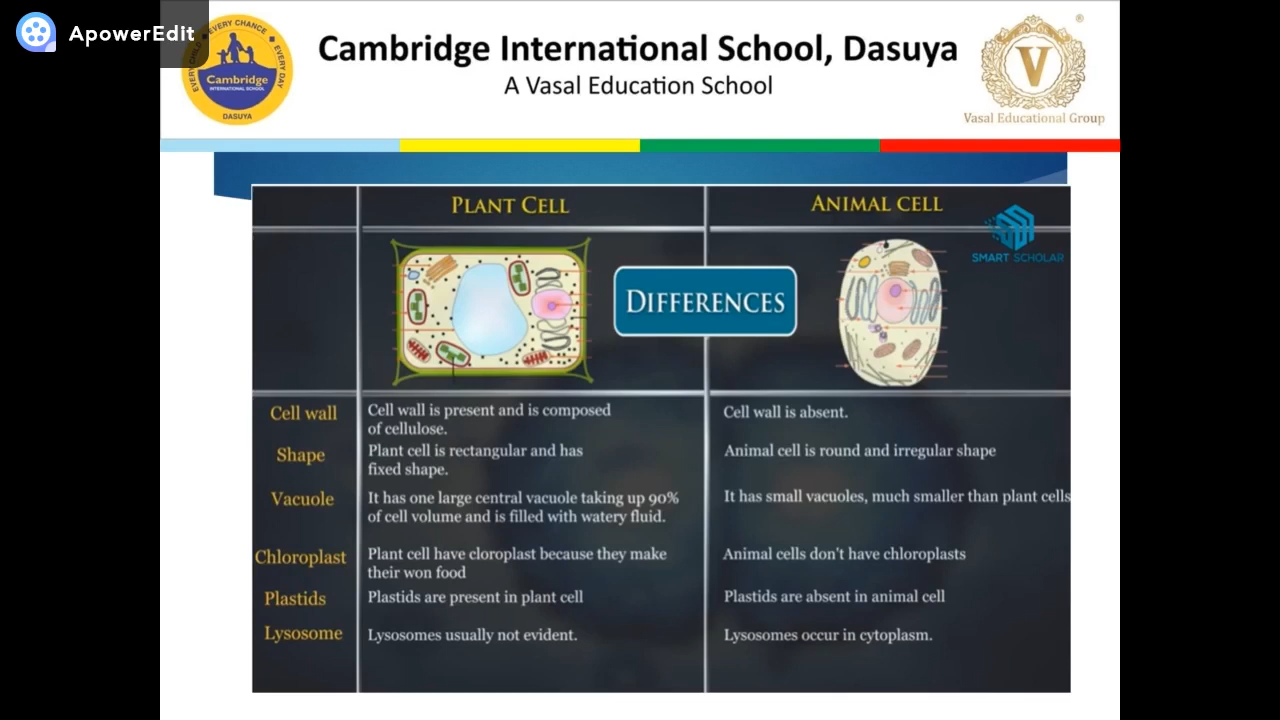 ApowerEdit
EVERY CHILD ★ EVERY CHANCE ★ EVERY DAY
Cambridge
INTERNATIONAL SCHOOL
DASUYA
Cambridge International School, Dasuya
A Vasal Education School
®
V
Vasal Educational Group
PLANT CELL
ANIMAL CELL
SMART SCHOLAR
DIFFERENCES
Cell wall
Cell wall is present and is composed
of cellulose.
Cell wall is absent.
Shape
Plant cell is rectangular and has
fixed shape.
Animal cell is round and irregular shape
Vacuole
It has one large central vacuole taking up 90%
of cell volume and is filled with watery fluid.
It has small vacuoles, much smaller than plant cells
Chloroplast
Plant cell have cloroplast because they make
their won food
Animal cells don't have chloroplasts
Plastids
Plastids are present in plant cell
Plastids are absent in animal cell
Lysosome
Lysosomes usually not evident.
Lysosomes occur in cytoplasm.